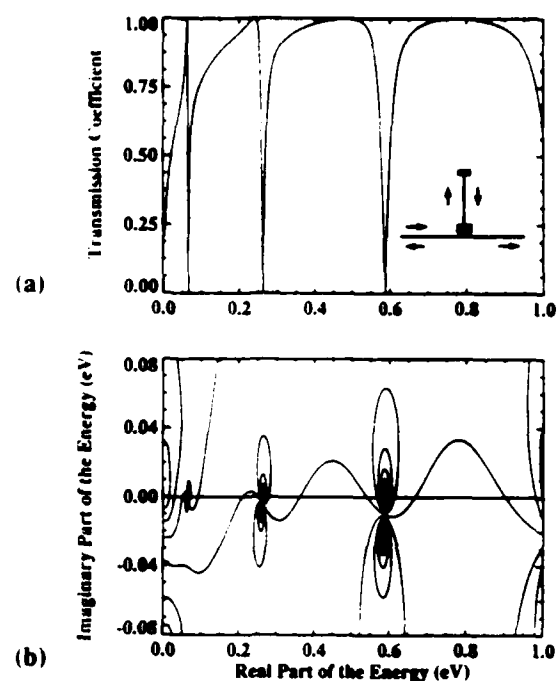 (a)
Transmission Coefficient
1.00
0.75
0.50
0.25
0.00
0.0 0.2 0.4 0.6 0.8 1.0
(b)
Imaginary Part of the Energy (eV)
0.08
0.04
0.00
-0.04
-0.08
0.0 0.2 0.4 0.6 0.8 1.0
Real Part of the Energy (eV)